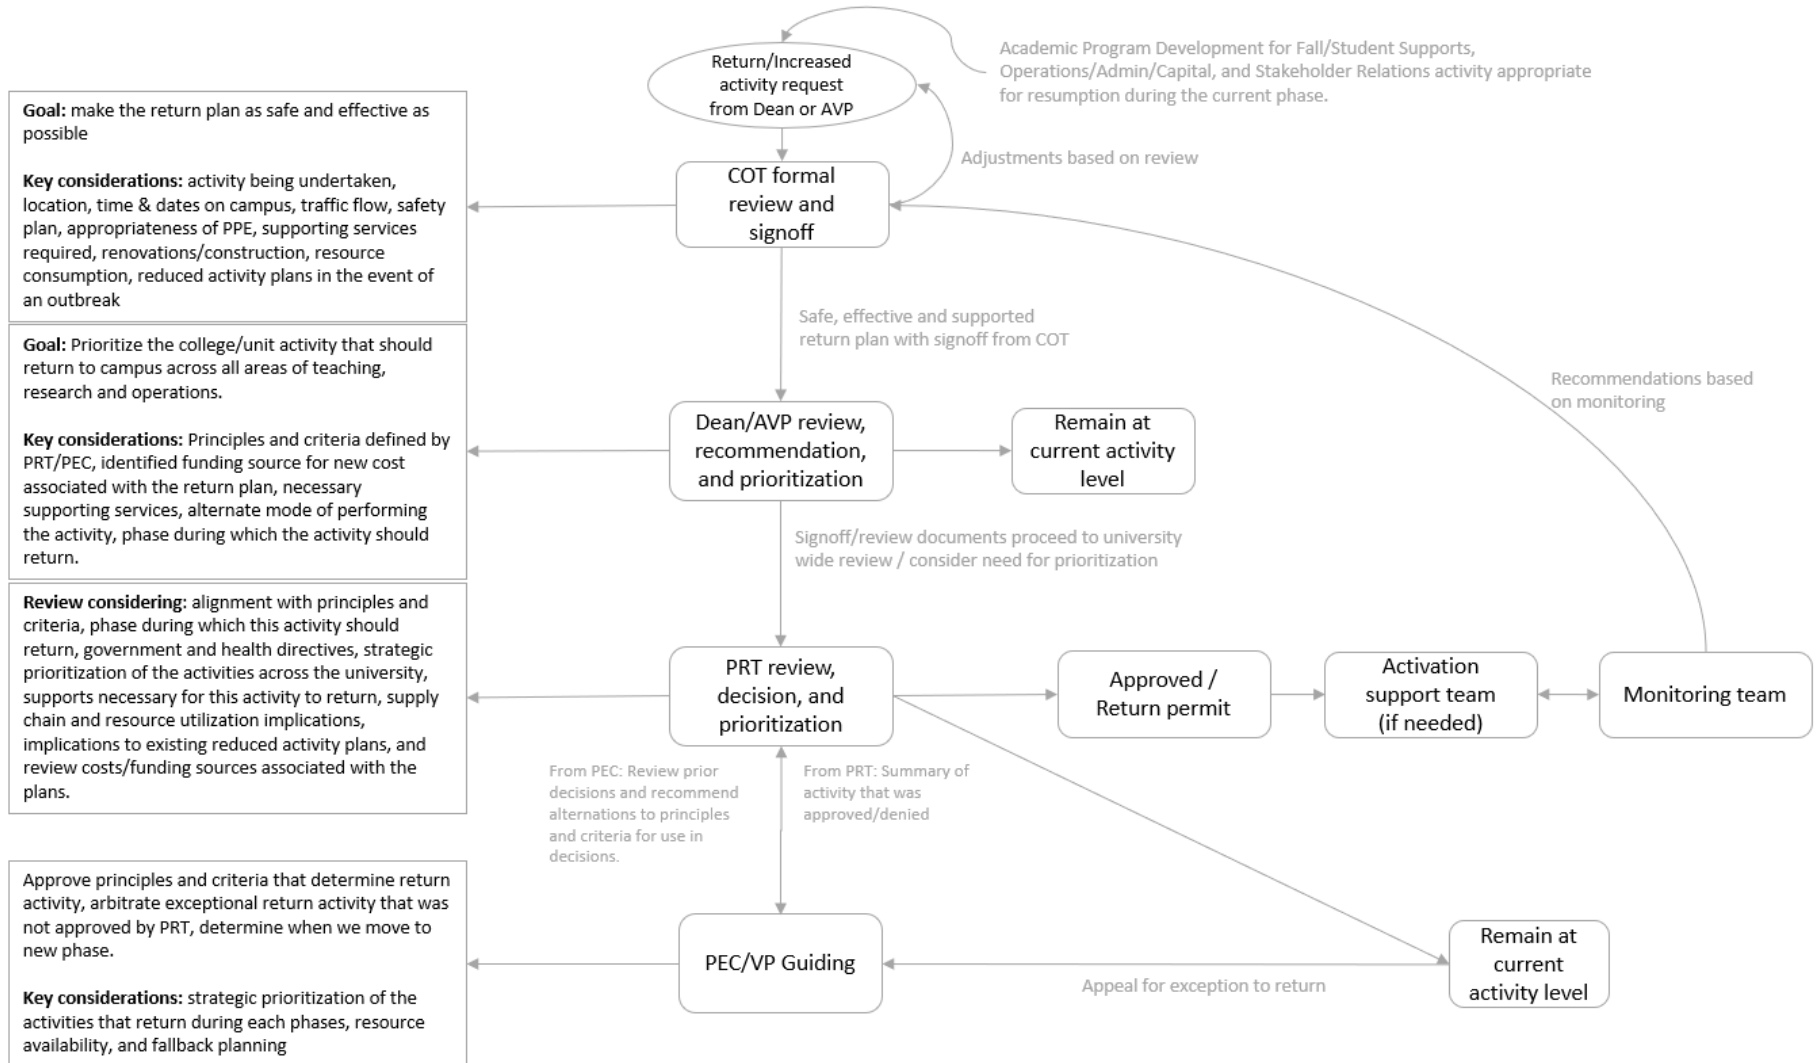 Return/Increased
activity request
from Dean or AVP
Academic Program Development for Fall/Student Supports,
Operations/Admin/Capital, and Stakeholder Relations activity appropriate
for resumption during the current phase.
Adjustments based on review
Goal: make the return plan as safe and effective as
possible
Key considerations: activity being undertaken,
location, time & dates on campus, traffic flow, safety
plan, appropriateness of PPE, supporting services
required, renovations/construction, resource
consumption, reduced activity plans in the event of
an outbreak
COT formal
review and
signoff
Safe, effective and supported
return plan with signoff from COT
Recommendations based
on monitoring
Goal: Prioritize the college/unit activity that should
return to campus across all areas of teaching,
research and operations.
Key considerations: Principles and criteria defined by
PRT/PEC, identified funding source for new cost
associated with the return plan, necessary
supporting services, alternate mode of performing
the activity, phase during which the activity should
return.
Dean/AVP review,
recommendation,
and prioritization
Remain at
current activity
level
Signoff/review documents proceed to university
wide review / consider need for prioritization
Review considering: alignment with principles and
criteria, phase during which this activity should
return, government and health directives, strategic
prioritization of the activities across the university,
supports necessary for this activity to return, supply
chain and resource utilization implications,
implications to existing reduced activity plans, and
review costs/funding sources associated with the
plans.
PRT review,
decision, and
prioritization
Approved /
Return permit
Activation
support team
(if needed)
Monitoring team
From PEC: Review prior
decisions and recommend
alternations to principles
and criteria for use in
decisions.
From PRT: Summary of
activity that was
approved/denied
Approve principles and criteria that determine return
activity, arbitrate exceptional return activity that was
not approved by PRT, determine when we move to
new phase.
Key considerations: strategic prioritization of the
activities that return during each phases, resource
availability, and fallback planning
PEC/VP Guiding
Appeal for exception to return
Remain at
current
activity level